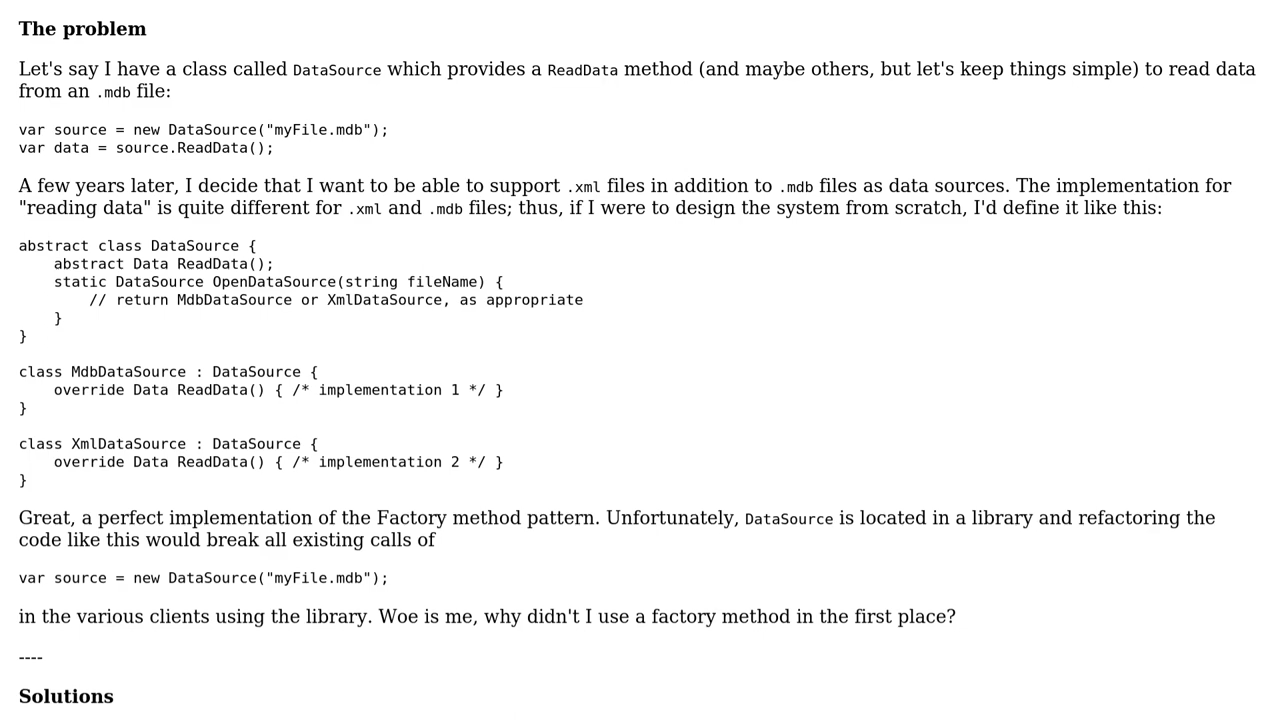 The problem
Let's say I have a class called DataSource which provides a ReadData method (and maybe others, but let's keep things simple) to read data
from an .mdb file:
var source = new DataSource("myFile.mdb");
var data = source.ReadData();
A few years later, I decide that I want to be able to support .xml files in addition to .mdb files as data sources. The implementation for
"reading data" is quite different for .xml and .mdb files; thus, if I were to design the system from scratch, I'd define it like this:
abstract class DataSource {
    abstract Data ReadData();
    static DataSource OpenDataSource(string fileName) {
        // return MdbDataSource or XmlDataSource, as appropriate
    }
}
class MdbDataSource : DataSource {
    override Data ReadData() { /* implementation 1 */ }
}
class XmlDataSource : DataSource {
    override Data ReadData() { /* implementation 2 */ }
}
Great, a perfect implementation of the Factory method pattern. Unfortunately, DataSource is located in a library and refactoring the
code like this would break all existing calls of
var source = new DataSource("myFile.mdb");
in the various clients using the library. Woe is me, why didn't I use a factory method in the first place?
----
Solutions